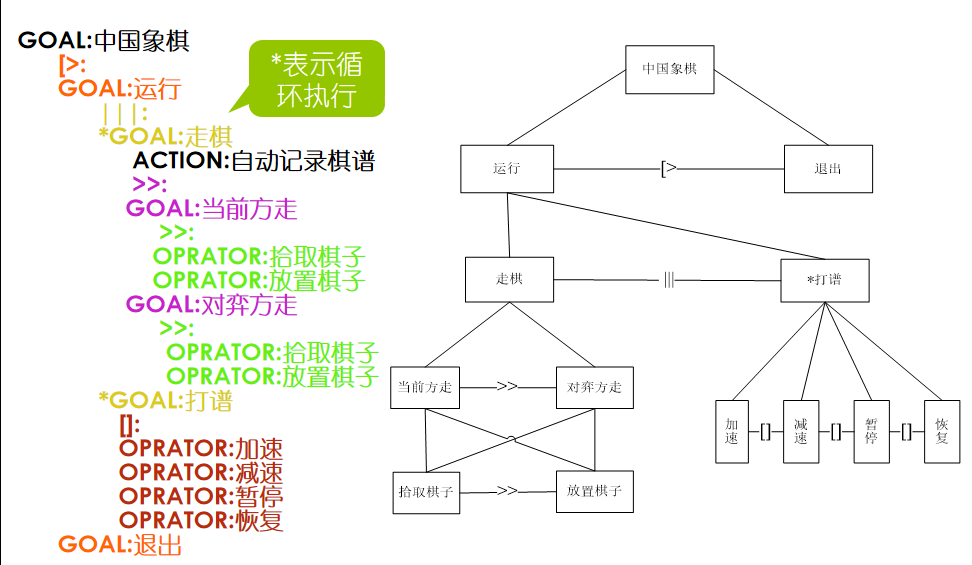 GOAL:中国象棋
[>:
GOAL:运行
|||:
*GOAL:走棋
ACTION:自动记录棋谱
>>:
GOAL:当前方走
>>:
OPRATOR:拾取棋子
OPRATOR:放置棋子
GOAL:对弈方走
>>:
OPRATOR:拾取棋子
OPRATOR:放置棋子
*GOAL:打谱
[]:
OPRATOR:加速
OPRATOR:减速
OPRATOR:暂停
OPRATOR:恢复
GOAL:退出
*表示循
环执行
中国象棋
运行 [> 退出
走棋 ||| *打谱
当前方走 >> 对弈方走
拾取棋子 >> 放置棋子
加速 [] 减速 [] 暂停 [] 恢复